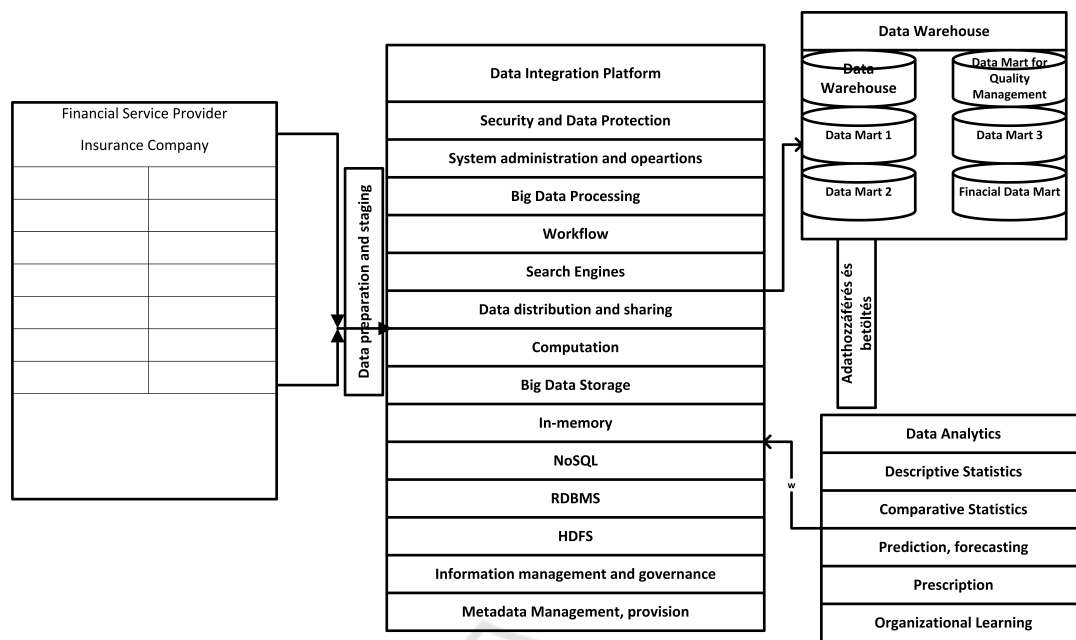 Financial Service Provider
Insurance Company
Data preparation and staging
Data Integration Platform
Security and Data Protection
System administration and opeartions
Big Data Processing
Workflow
Search Engines
Data distribution and sharing
Computation
Big Data Storage
In-memory
NoSQL
RDBMS
HDFS
Information management and governance
Metadata Management, provision
Data Warehouse
Data
Warehouse
Data Mart for
Quality
Management
Data Mart 1
Data Mart 3
Data Mart 2
Finacial Data Mart
Adathozzáférés és
betöltés
w
Data Analytics
Descriptive Statistics
Comparative Statistics
Prediction, forecasting
Prescription
Organizational Learning